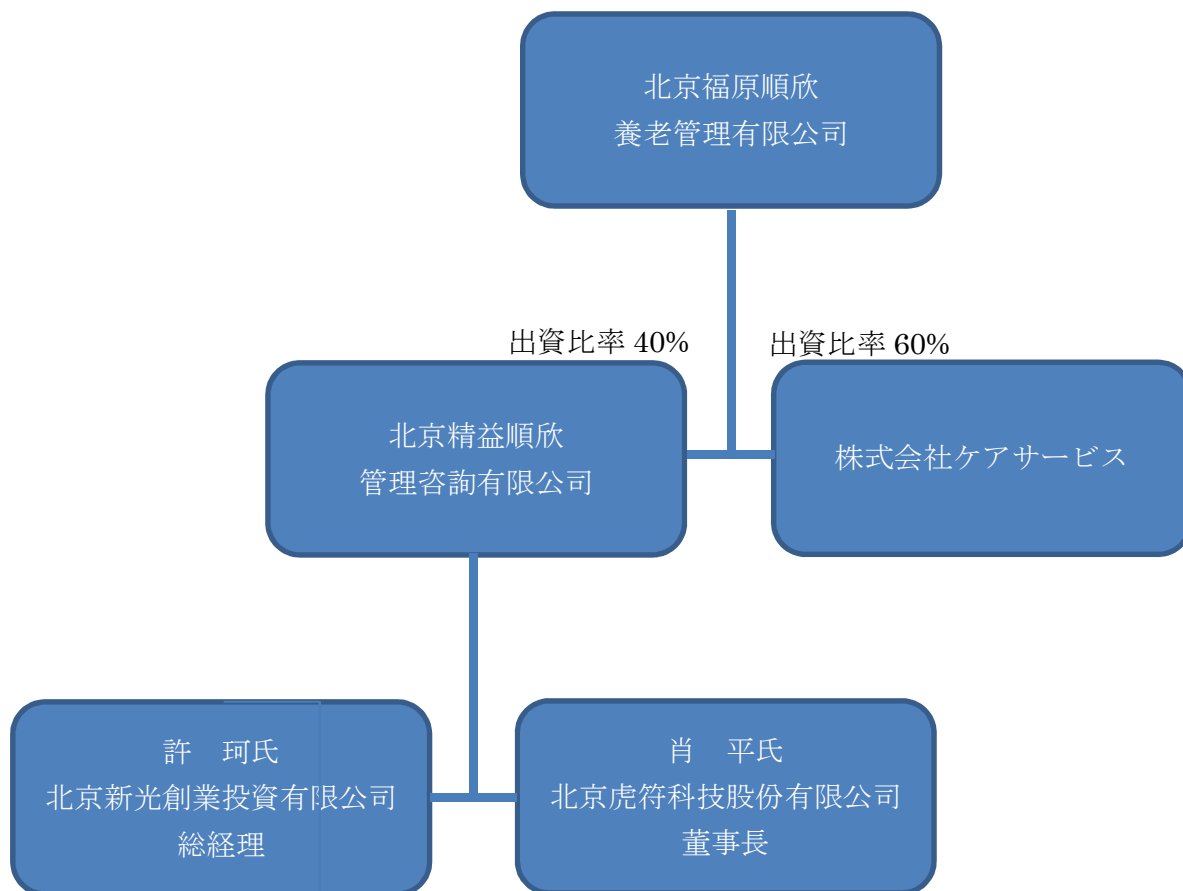 北京福原順欣
養老管理有限公司
出資比率 40%
出資比率 60%
北京精益順欣
管理咨詢有限公司
株式会社ケアサービス
許　珂氏
北京新光創業投資有限公司
総経理
肖　平氏
北京虎符科技股份有限公司
董事長